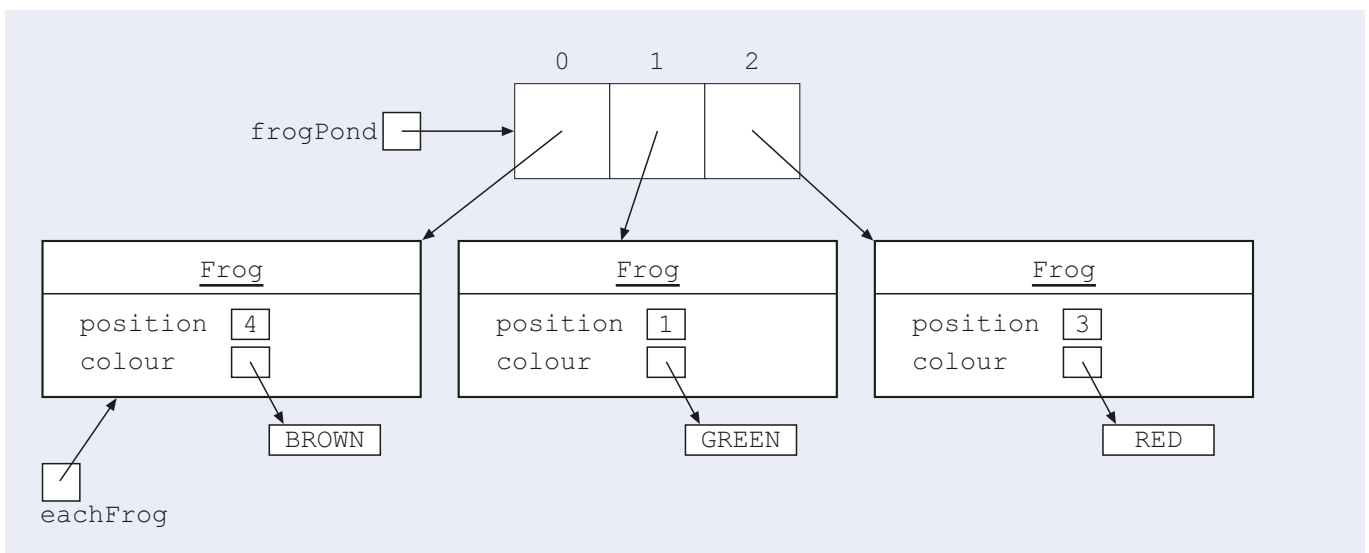 0 1 2
frogPond
Frog Frog Frog
position 4 position 1 position 3
colour colour colour
BROWN GREEN RED
eachFrog